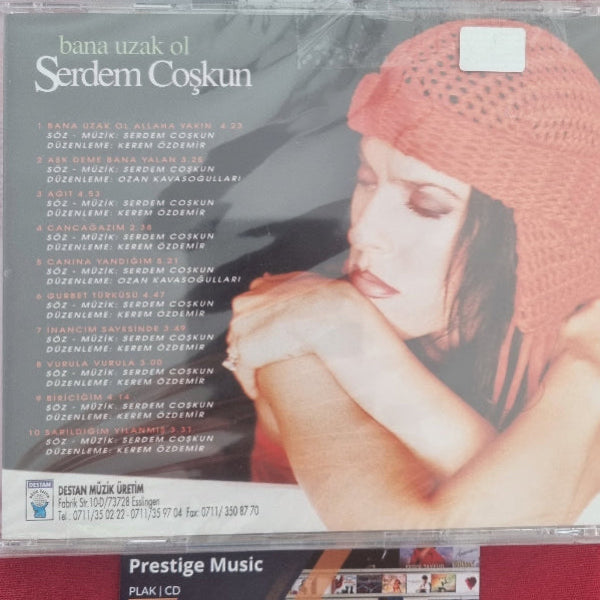 bana uzak ol
Serdem Coşkun
1 BANA UZAK OL ALLAHA YAKIN 4.23
SÖZ - MÜZİK: SERDEM COŞKUN
DÜZENLEME: KEREM ÖZDEMİR
2 AŞK DEME BANA YALAN 3.28
SÖZ - MÜZİK: SERDEM COŞKUN
DÜZENLEME: OZAN KAVASOĞULLARI
3 AĞIT 4.53
SÖZ - MÜZİK: SERDEM COŞKUN
DÜZENLEME: KEREM ÖZDEMİR
4 CANCAĞAZIM 2.38
SÖZ - MÜZİK: SERDEM COŞKUN
DÜZENLEME: KEREM ÖZDEMİR
5 CANINA YANDIĞIM 5.21
SÖZ - MÜZİK: SERDEM COŞKUN
DÜZENLEME: OZAN KAVASOĞULLARI
6 GURBET TÜRKÜSÜ 4.47
SÖZ - MÜZİK: SERDEM COŞKUN
DÜZENLEME: KEREM ÖZDEMİR
7 İNANCIM SAYESİNDE 3.49
SÖZ - MÜZİK: SERDEM COŞKUN
DÜZENLEME: KEREM ÖZDEMİR
8 VURULA VURULA 3.00
SÖZ - MÜZİK: SERDEM COŞKUN
DÜZENLEME: KEREM ÖZDEMİR
9 BİRİCİĞİM 4.14
SÖZ - MÜZİK: SERDEM COŞKUN
DÜZENLEME: KEREM ÖZDEMİR
10 SARILDIĞIM YILANMIŞ 3.31
SÖZ - MÜZİK: SERDEM COŞKUN
DÜZENLEME: KEREM ÖZDEMİR
DESTAN
DESTAN MÜZİK ÜRETİM
Fabrik Str.10-D/73728 Esslingen
Tel. 0711/35 02 22 - 0711/35 97 04 Fax: 0711/ 350 87 70
Prestige Music
PLAK | CD